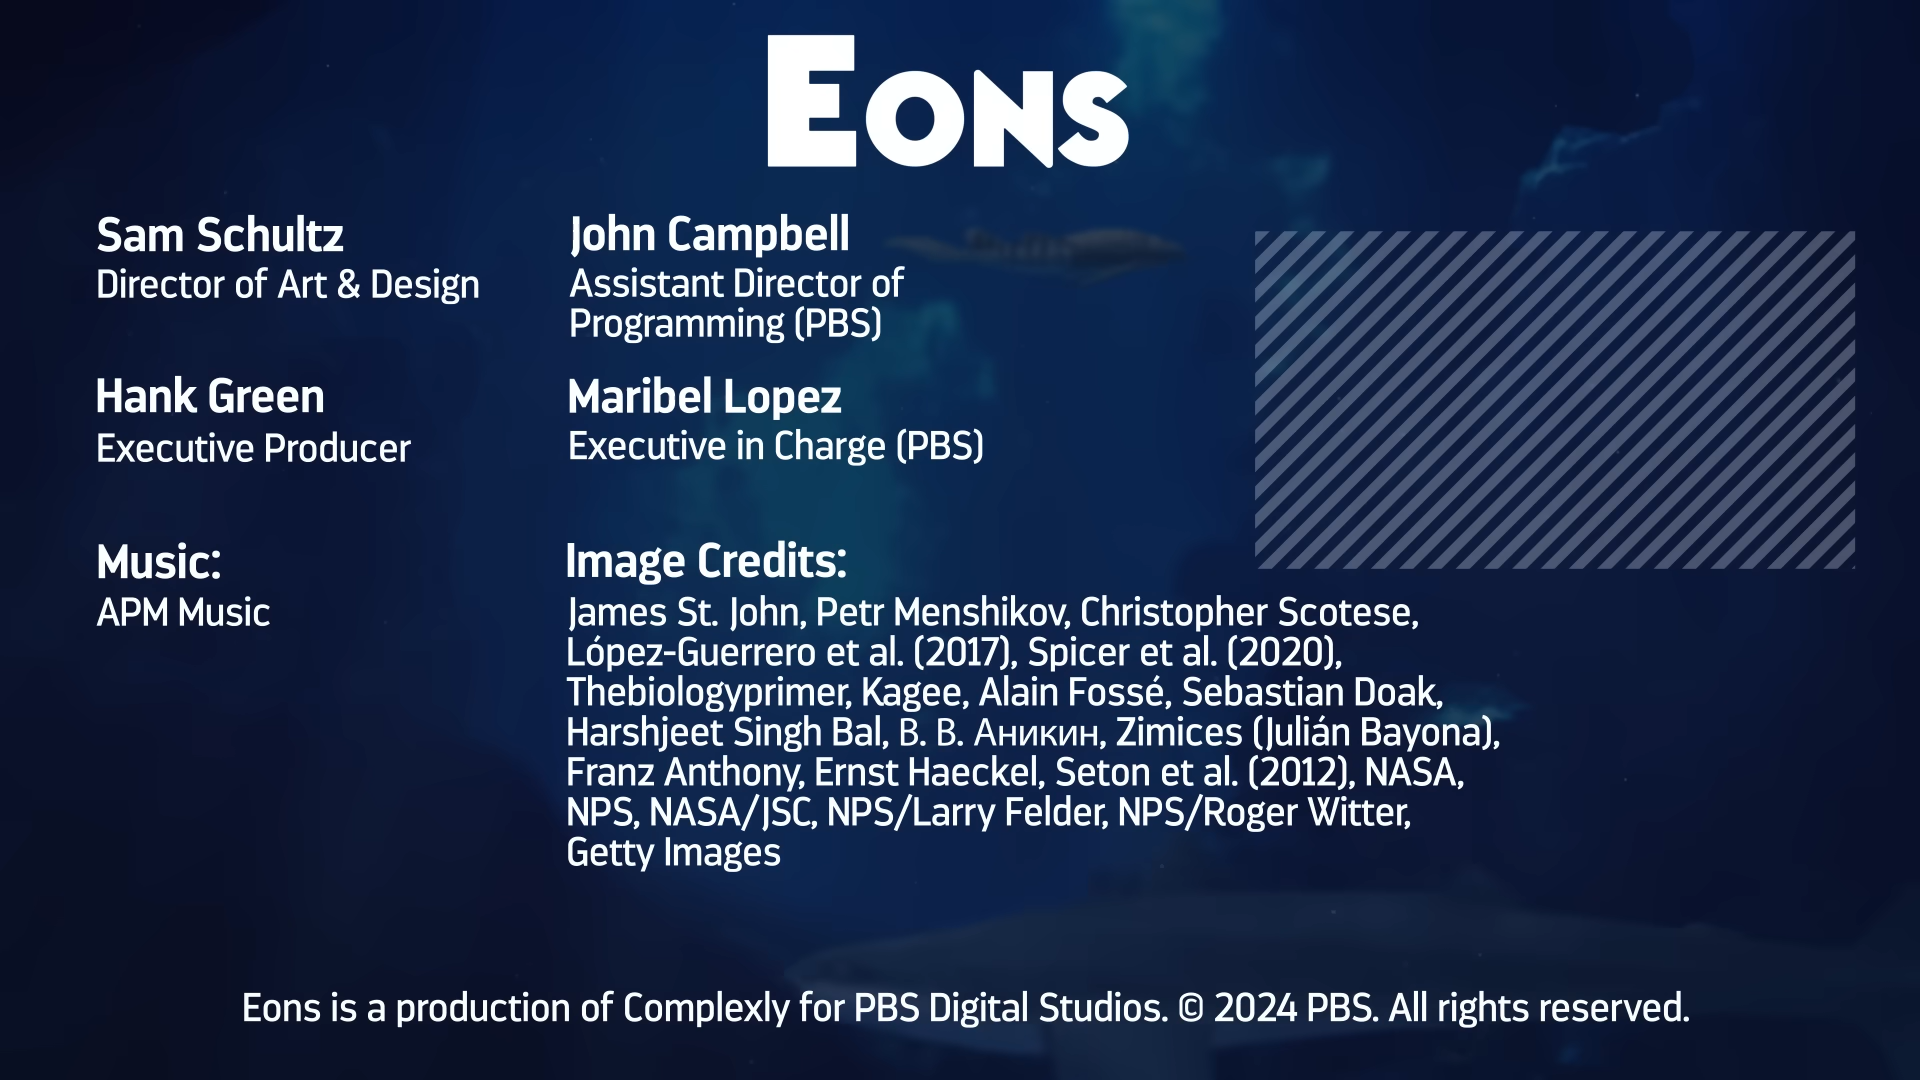 Eons
Sam Schultz
Director of Art & Design
John Campbell
Assistant Director of
Programming (PBS)
Hank Green
Executive Producer
Maribel Lopez
Executive in Charge (PBS)
Music:
APM Music
Image Credits:
James St. John, Petr Menshikov, Christopher Scotese,
López-Guerrero et al. (2017), Spicer et al. (2020),
Thebiologyprimer, Kagee, Alain Fossé, Sebastian Doak,
Harshjeet Singh Bal, В. В. Аникин, Zimices (Julián Bayona),
Franz Anthony, Ernst Haeckel, Seton et al. (2012), NASA,
NPS, NASA/JSC, NPS/Larry Felder, NPS/Roger Witter,
Getty Images
Eons is a production of Complexly for PBS Digital Studios. © 2024 PBS. All rights reserved.